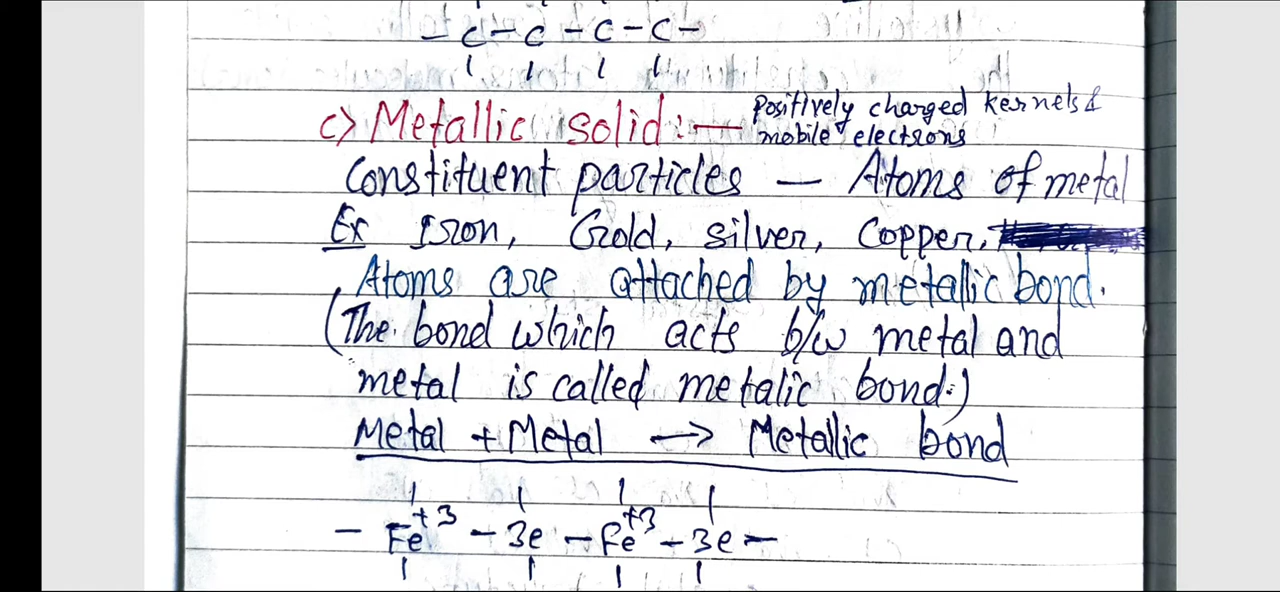 - C - C - C - C -
c) Metallic solid :— Positively charged kernels &
mobile electrons
Constituent particles — Atoms of metal
Ex Iron, Gold, silver, Copper,
Atoms are attached by metallic bond.
(The bond which acts b/w metal and
metal is called metalic bond.)
Metal + Metal → Metallic bond
- Fe+3 - 3e - Fe+3 - 3e -